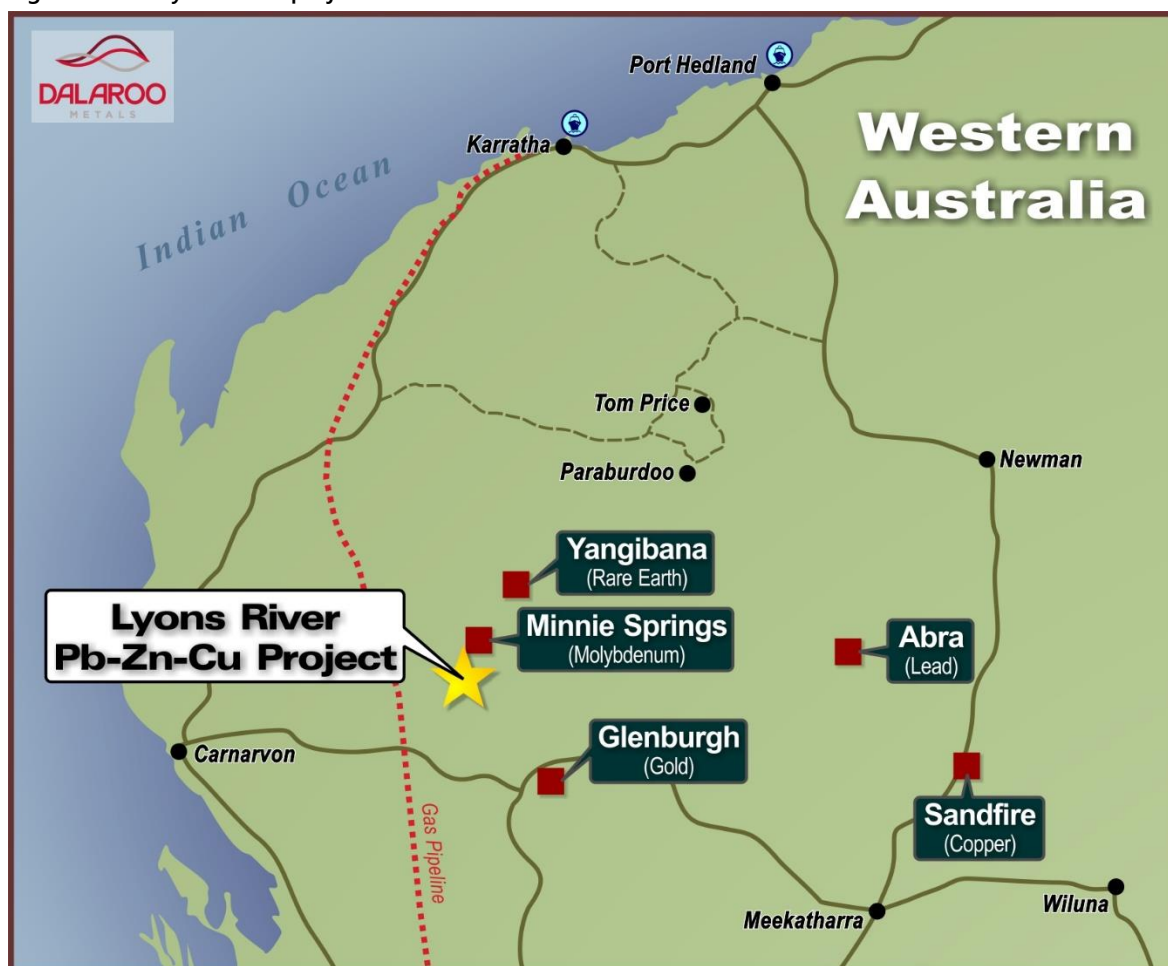 DALAROO
METALS
Port Hedland
Karratha
Western
Australia
Indian Ocean
Tom Price
Paraburdoo
Newman
Yangibana
(Rare Earth)
Lyons River
Pb-Zn-Cu Project
Minnie Springs
(Molybdenum)
Abra
(Lead)
Carnarvon
Glenburgh
(Gold)
Gas Pipeline
Sandfire
(Copper)
Meekatharra
Wiluna